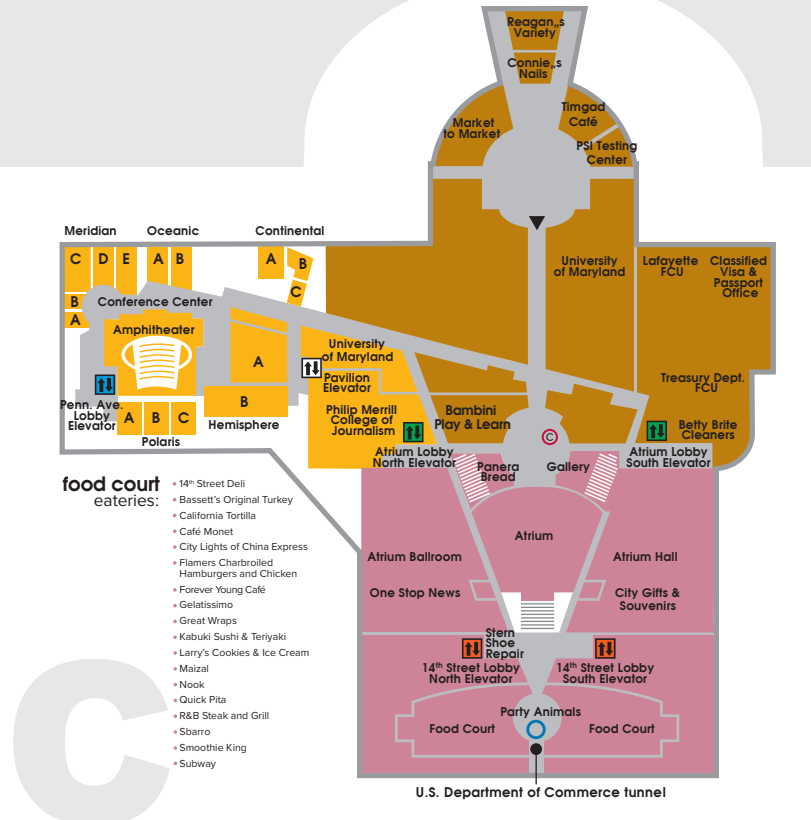 Reagan„s
Variety
Connie„s
Nails
Market
to Market
Timgad
Café
PSI Testing
Center
Meridian
Oceanic
Continental
C
D
E
A
B
A
B
C
B
A
Conference Center
Amphitheater
University
of Maryland
Lafayette
FCU
Classified
Visa &
Passport
Office
A
B
Hemisphere
University
of Maryland
Pavilion
Elevator
Philip Merrill
College of
Journalism
Penn. Ave.
Lobby
Elevator
A
B
C
Polaris
Bambini
Play & Learn
C
Treasury Dept.
FCU
Betty Brite
Cleaners
Atrium Lobby
North Elevator
Atrium Lobby
South Elevator
Panera
Bread
Gallery
Atrium
Atrium Ballroom
Atrium Hall
One Stop News
City Gifts &
Souvenirs
Stern
Shoe
Repair
14th Street Lobby
North Elevator
14th Street Lobby
South Elevator
Party Animals
Food Court
Food Court
U.S. Department of Commerce tunnel
food court
eateries:
• 14th Street Deli
• Bassett's Original Turkey
• California Tortilla
• Café Monet
• City Lights of China Express
• Flamers Charbroiled
Hamburgers and Chicken
• Forever Young Café
• Gelatissimo
• Great Wraps
• Kabuki Sushi & Teriyaki
• Larry's Cookies & Ice Cream
• Maizal
• Nook
• Quick Pita
• R&B Steak and Grill
• Sbarro
• Smoothie King
• Subway
c